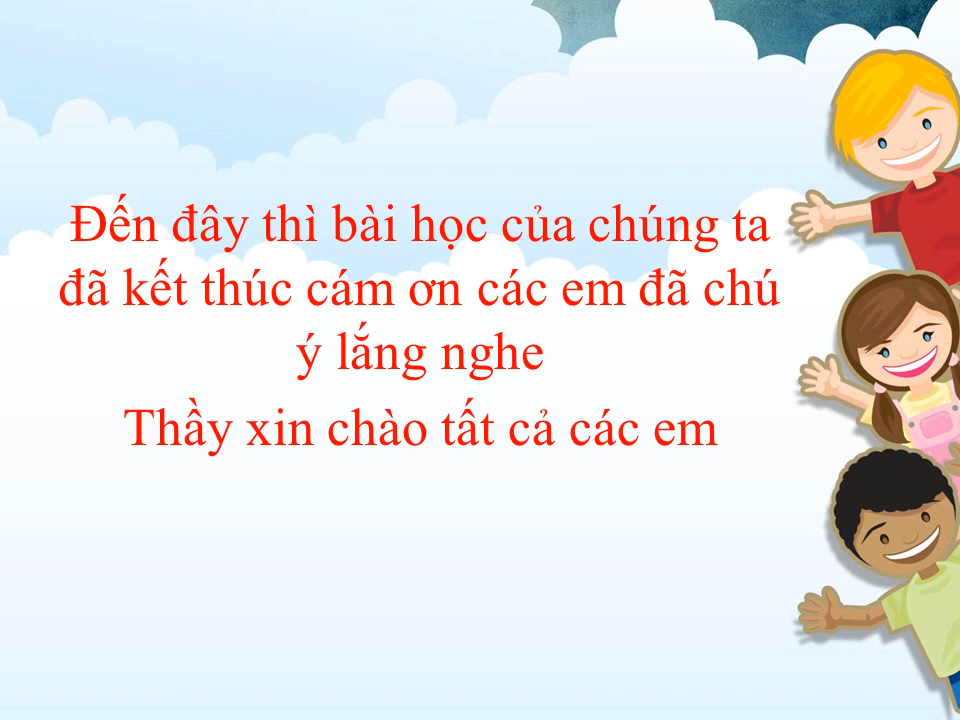 Đến đây thì bài học của chúng ta
đã kết thúc cám ơn các em đã chú
ý lắng nghe
Thầy xin chào tất cả các em